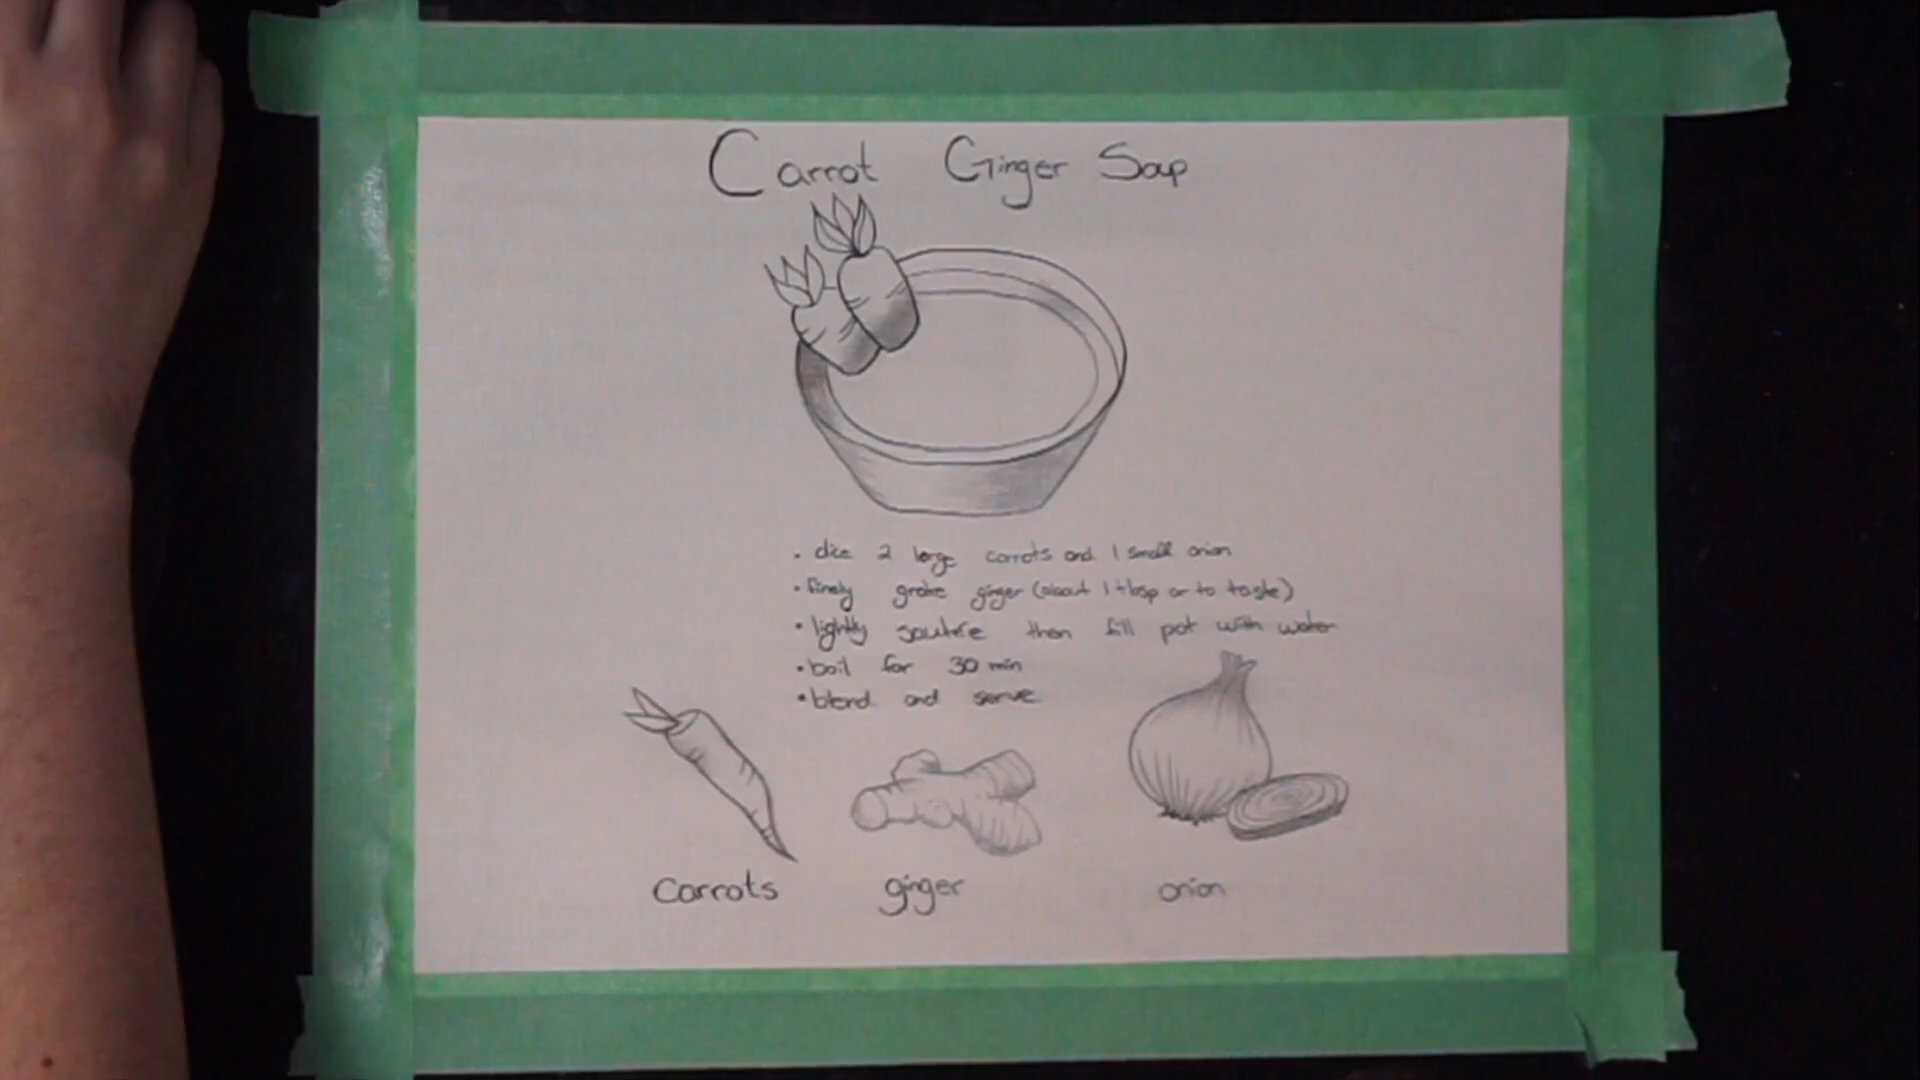 Carrot Ginger Soup
• dice 2 large carrots and 1 small onion
• finely grate ginger (about 1 tbsp or to taste)
• lightly then fill pot with water
• boil for 30 min
• blend and serve
carrots ginger onion